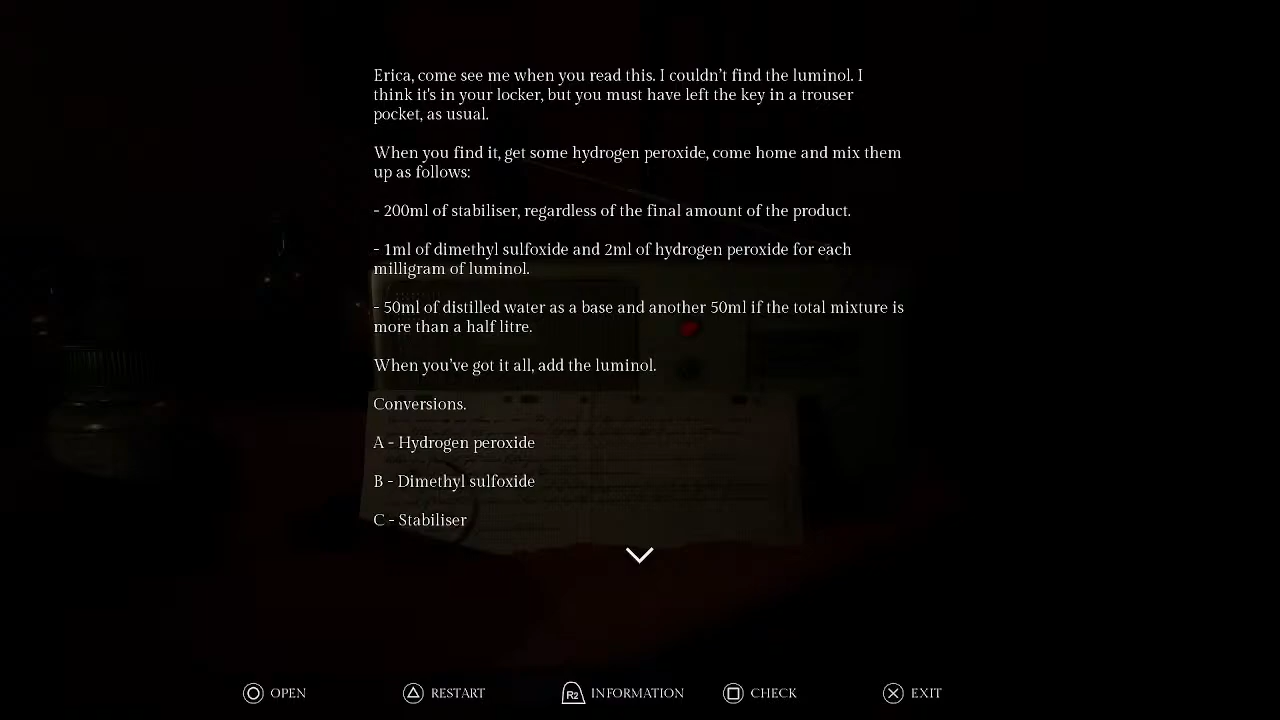 Erica, come see me when you read this. I couldn't find the luminol. I
think it's in your locker, but you must have left the key in a trouser
pocket, as usual.
When you find it, get some hydrogen peroxide, come home and mix them
up as follows:
- 200ml of stabiliser, regardless of the final amount of the product.
- 1ml of dimethyl sulfoxide and 2ml of hydrogen peroxide for each
milligram of luminol.
- 50ml of distilled water as a base and another 50ml if the total mixture is
more than a half litre.
When you've got it all, add the luminol.
Conversions.
A - Hydrogen peroxide
B - Dimethyl sulfoxide
C - Stabiliser
OPEN RESTART R2 INFORMATION CHECK EXIT